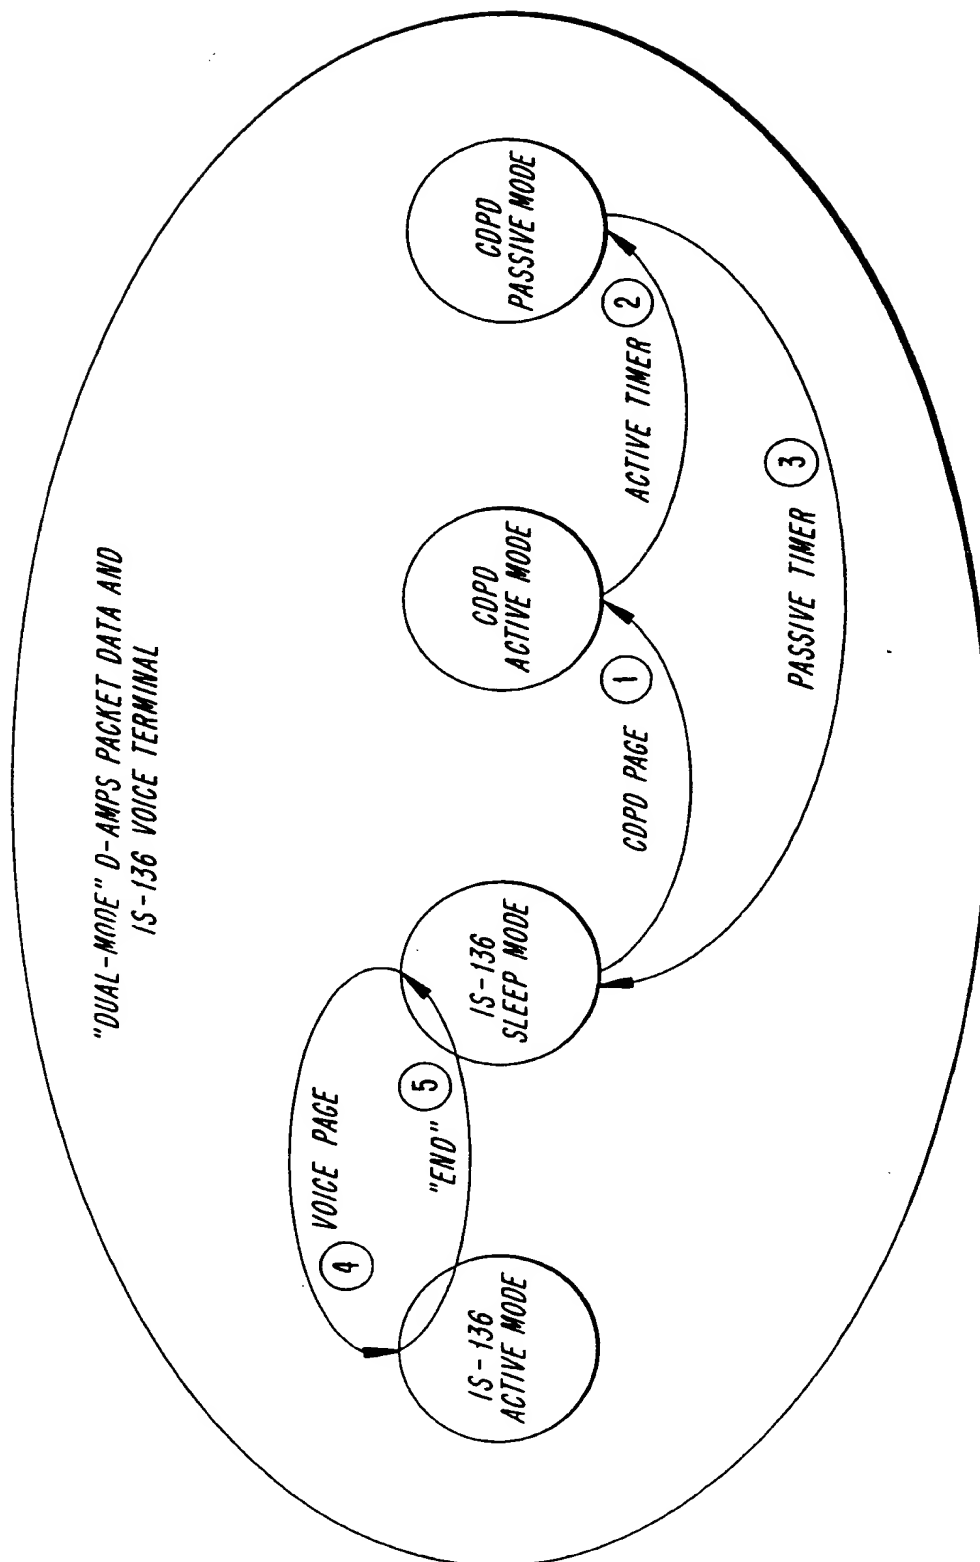 "DUAL-MODE" D-AMPS PACKET DATA AND
IS-136 VOICE TERMINAL
4
VOICE PAGE
"END"
5
IS-136
ACTIVE MODE
IS-136
SLEEP MODE
CDPD
ACTIVE MODE
CDPD
PASSIVE MODE
CDPD PAGE
1
ACTIVE TIMER
2
PASSIVE TIMER
3